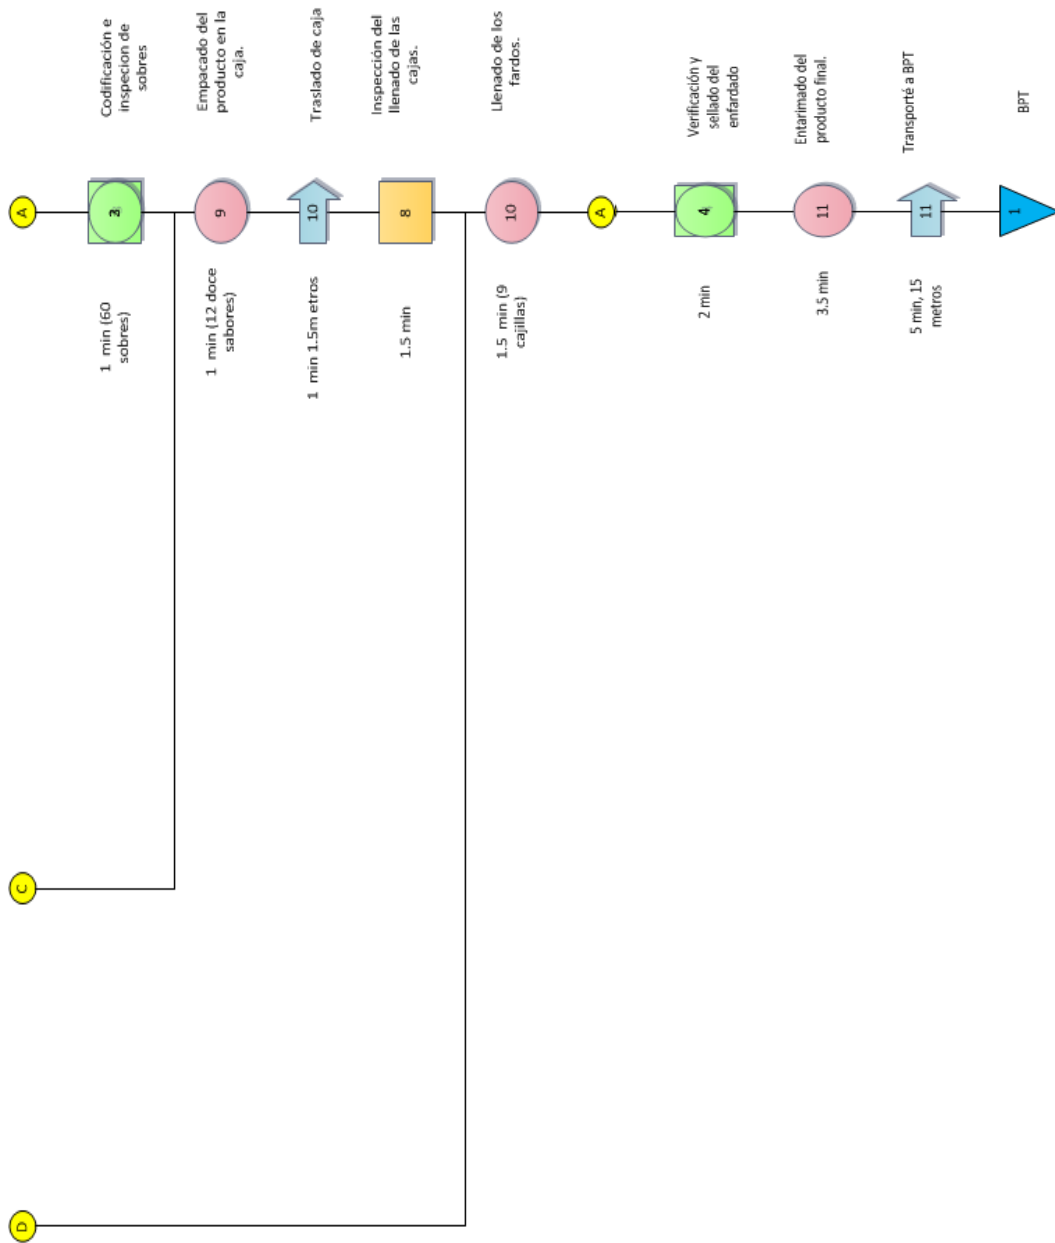 A
Codificación e
inspecion de
sobres
3
1 min (60
sobres)
C
Empacado del
producto en la
caja.
9
1 min (12 doce
sabores)
Traslado de caja
10
1 min 1.5m etros
Inspección del
llenado de las
cajas.
8
1.5 min
D
Llenado de los
fardos.
10
1.5 min (9
cajillas)
A
Verificación y
sellado del
enfardado
4
2 min
Entarimado del
producto final.
11
3.5 min
Transporté a BPT
11
5 min, 15
metros
BPT
1